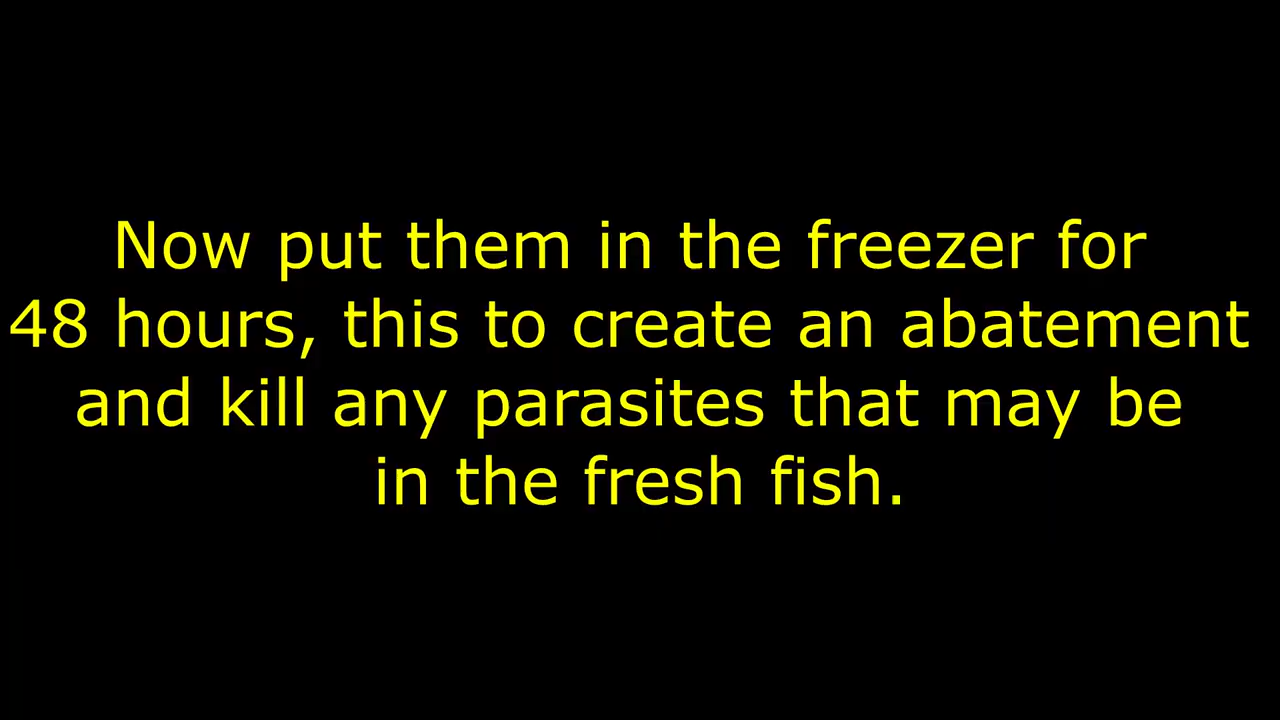 Now put them in the freezer for
48 hours, this to create an abatement
and kill any parasites that may be
in the fresh fish.